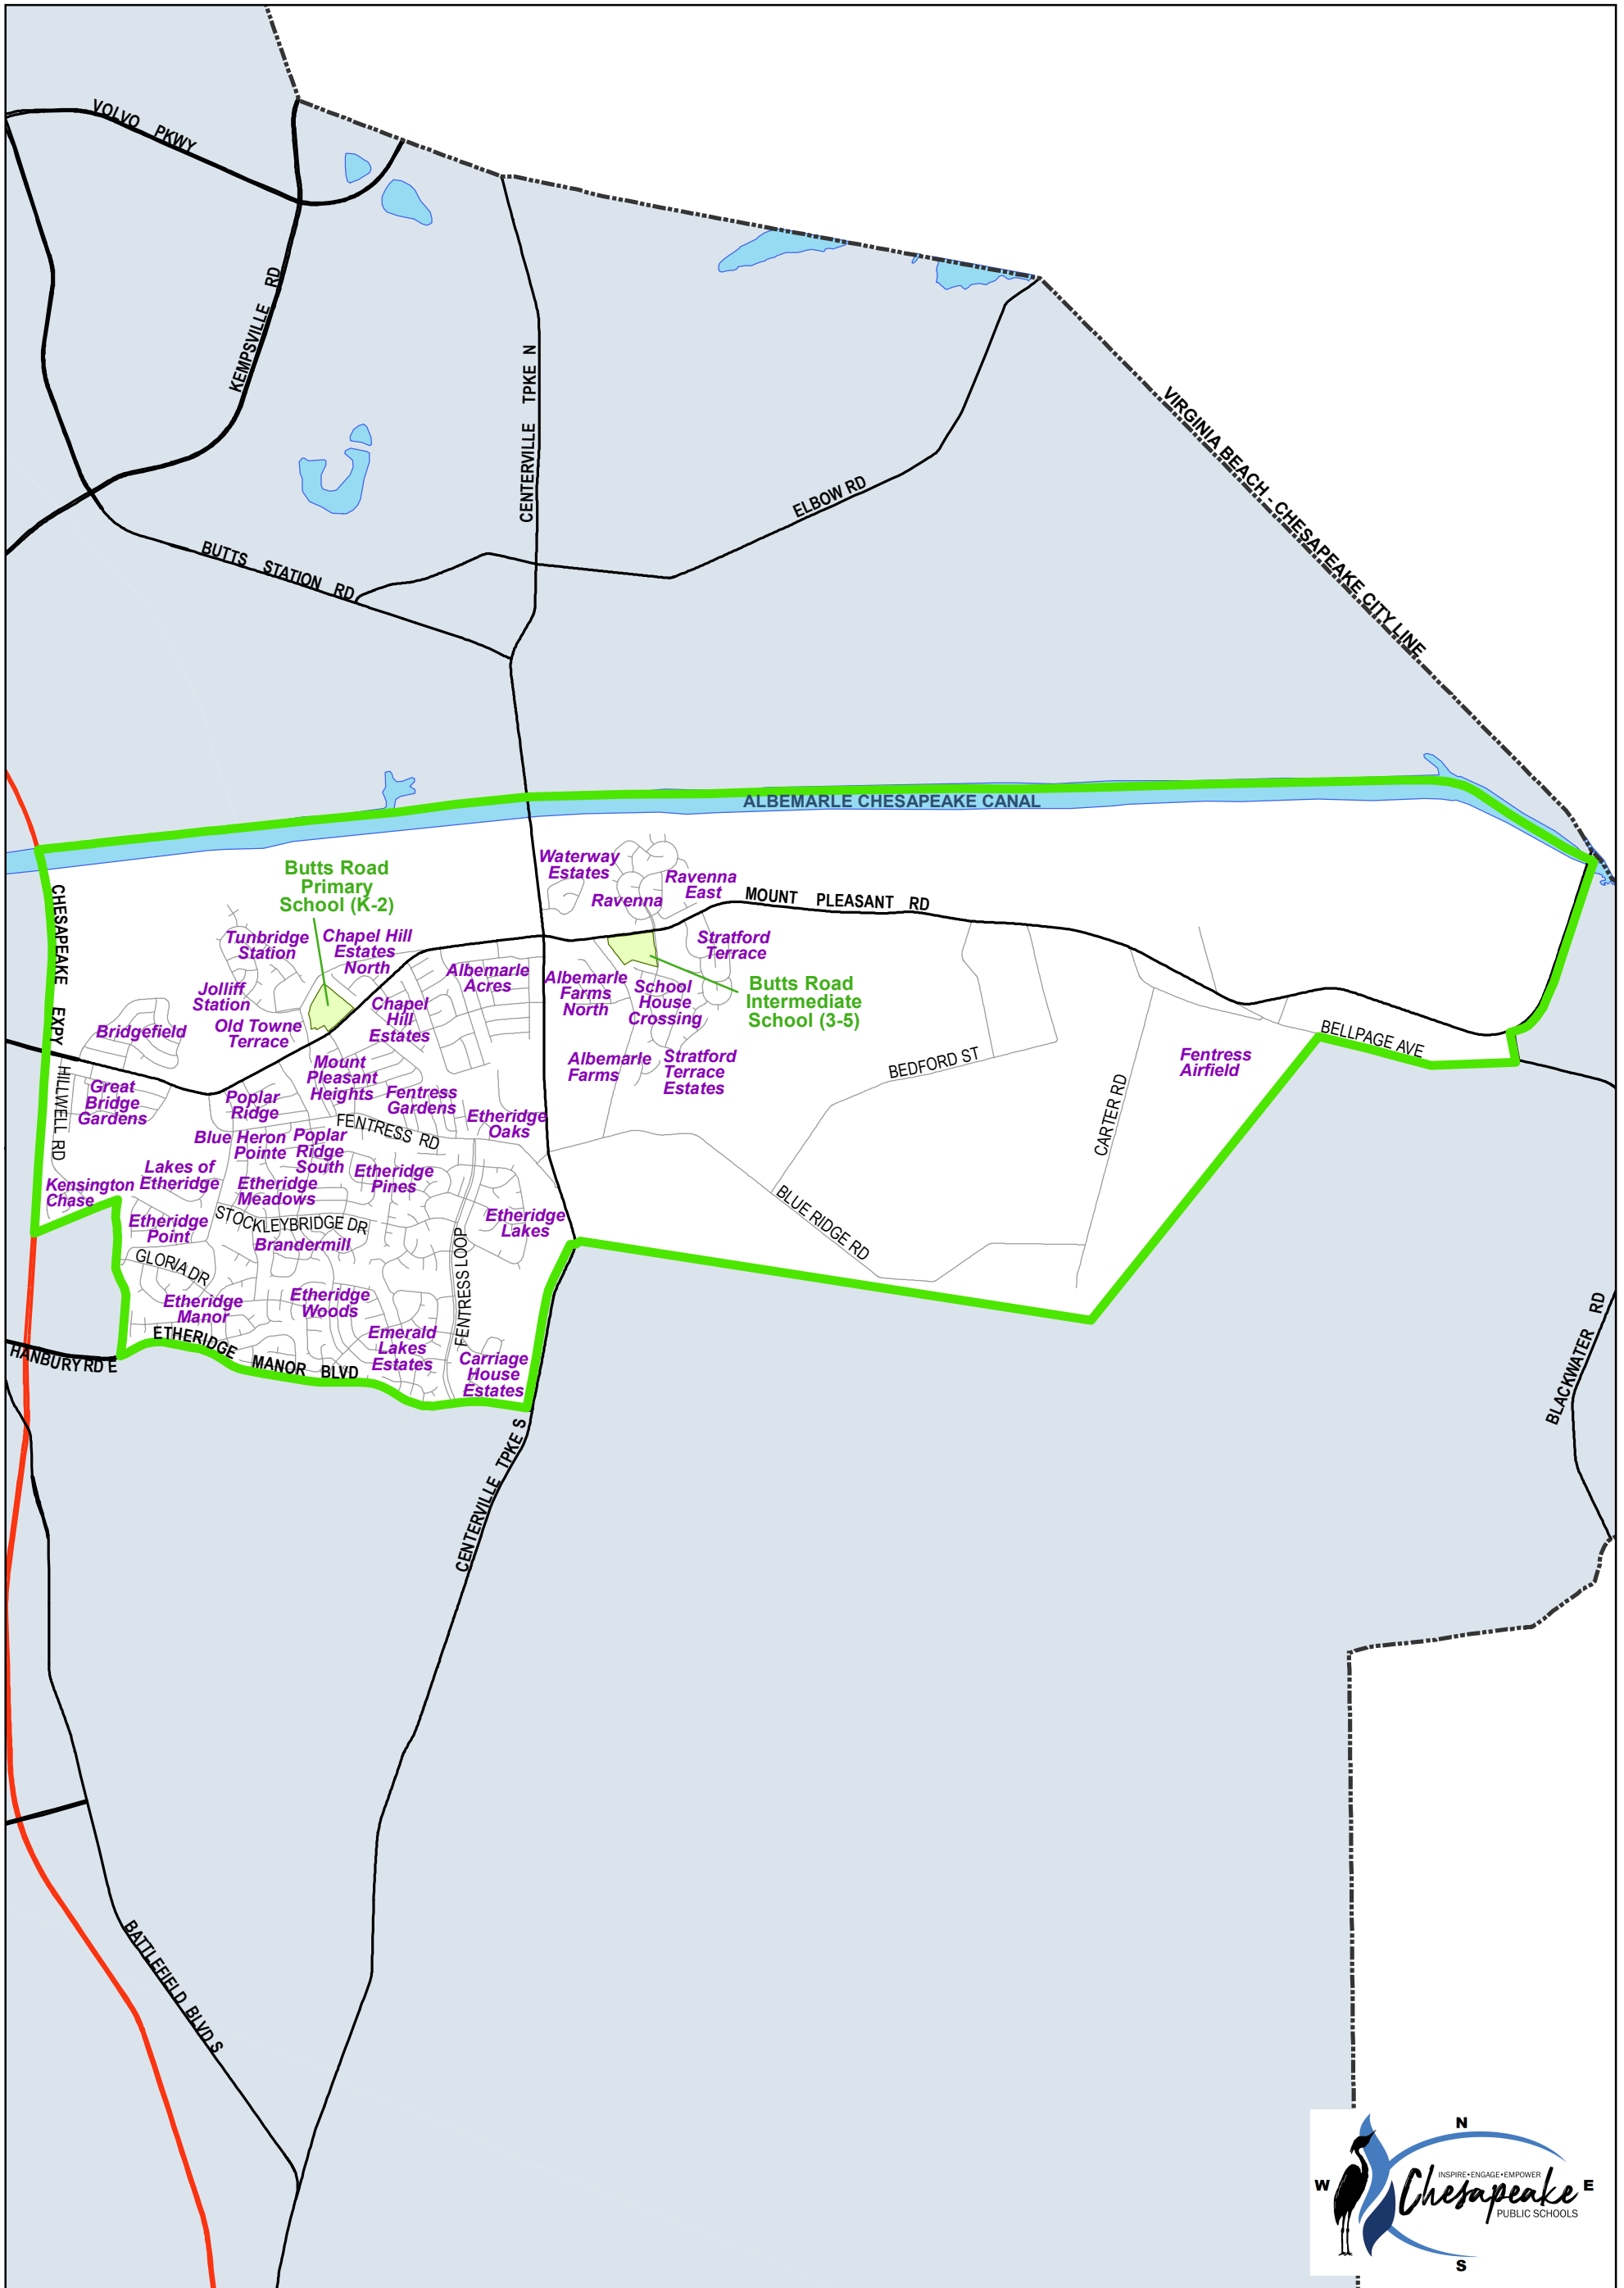 VOLVO PKWY
KEMPSVILLE RD
CENTERVILLE TPKE N
ELBOW RD
BUTTS STATION RD
VIRGINIA BEACH - CHESAPEAKE CITY LINE
ALBEMARLE CHESAPEAKE CANAL
CHESAPEAKE EXPY
Butts Road
Primary
School (K-2)
Waterway
Estates
Ravenna
Ravenna
East
MOUNT PLEASANT RD
Tunbridge
Station
Chapel Hill
Estates
North
Stratford
Terrace
Albemarle
Acres
Albemarle
Farms
North
School
House
Crossing
Butts Road
Intermediate
School (3-5)
Jolliff
Station
Chapel
Hill
Estates
Bridgefield
Old Towne
Terrace
BELLPAGE AVE
Fentress
Airfield
Albemarle
Farms
Stratford
Terrace
Estates
BEDFORD ST
Mount
Pleasant
Heights
HILLWELL RD
Great
Bridge
Gardens
Poplar
Ridge
Fentress
Gardens
Etheridge
Oaks
CARTER RD
FENTRESS RD
Blue Heron
Pointe
Poplar
Ridge
South
Lakes of
Etheridge
Etheridge
Meadows
Etheridge
Pines
Kensington
Chase
BLUE RIDGE RD
Etheridge
Point
STOCKLEYBRIDGE DR
Etheridge
Lakes
Brandermill
GLORIA DR
FENTRESS LOOP
Etheridge
Manor
Etheridge
Woods
Emerald
Lakes
Estates
Carriage
House
Estates
ETHERIDGE MANOR BLVD
HANBURY RD E
BLACKWATER RD
CENTERVILLE TPKE S
BATTLEFIELD BLVD S
N
W
E
S
INSPIRE•ENGAGE•EMPOWER
Chesapeake
PUBLIC SCHOOLS